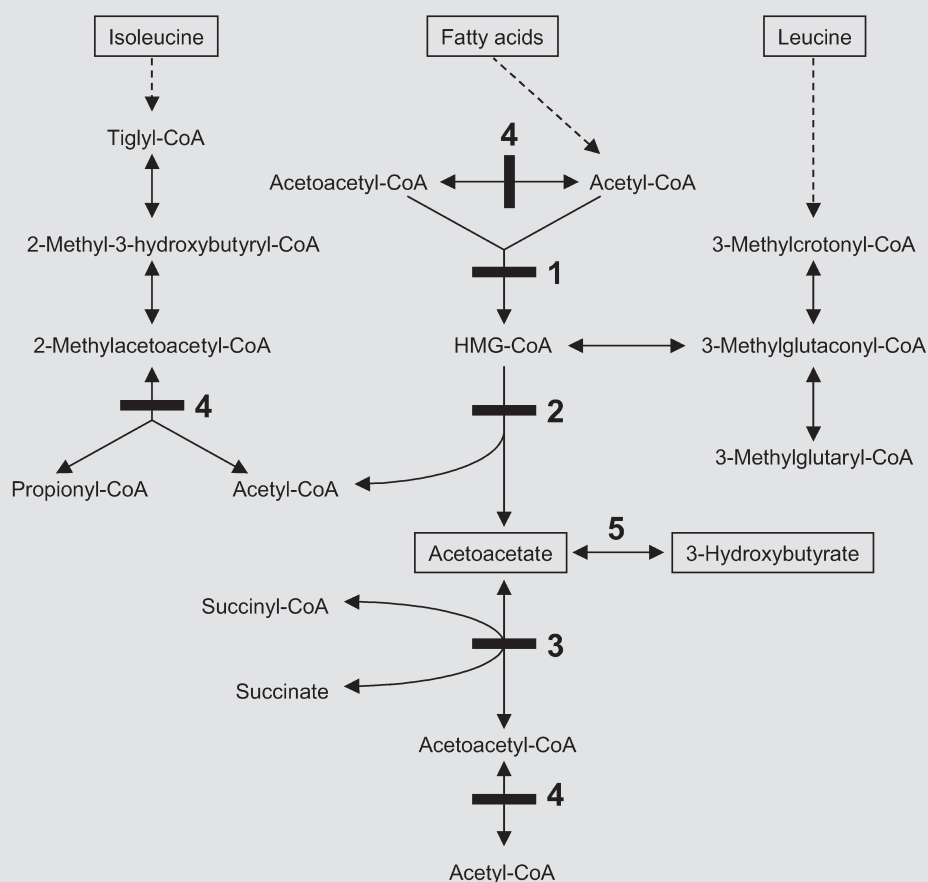 Isoleucine
Fatty acids
Leucine
Tiglyl-CoA
4
Acetoacetyl-CoA
Acetyl-CoA
2-Methyl-3-hydroxybutyryl-CoA
3-Methylcrotonyl-CoA
1
2-Methylacetoacetyl-CoA
HMG-CoA
3-Methylglutaconyl-CoA
4
2
3-Methylglutaryl-CoA
Propionyl-CoA
Acetyl-CoA
5
Acetoacetate
3-Hydroxybutyrate
Succinyl-CoA
3
Succinate
Acetoacetyl-CoA
4
Acetyl-CoA